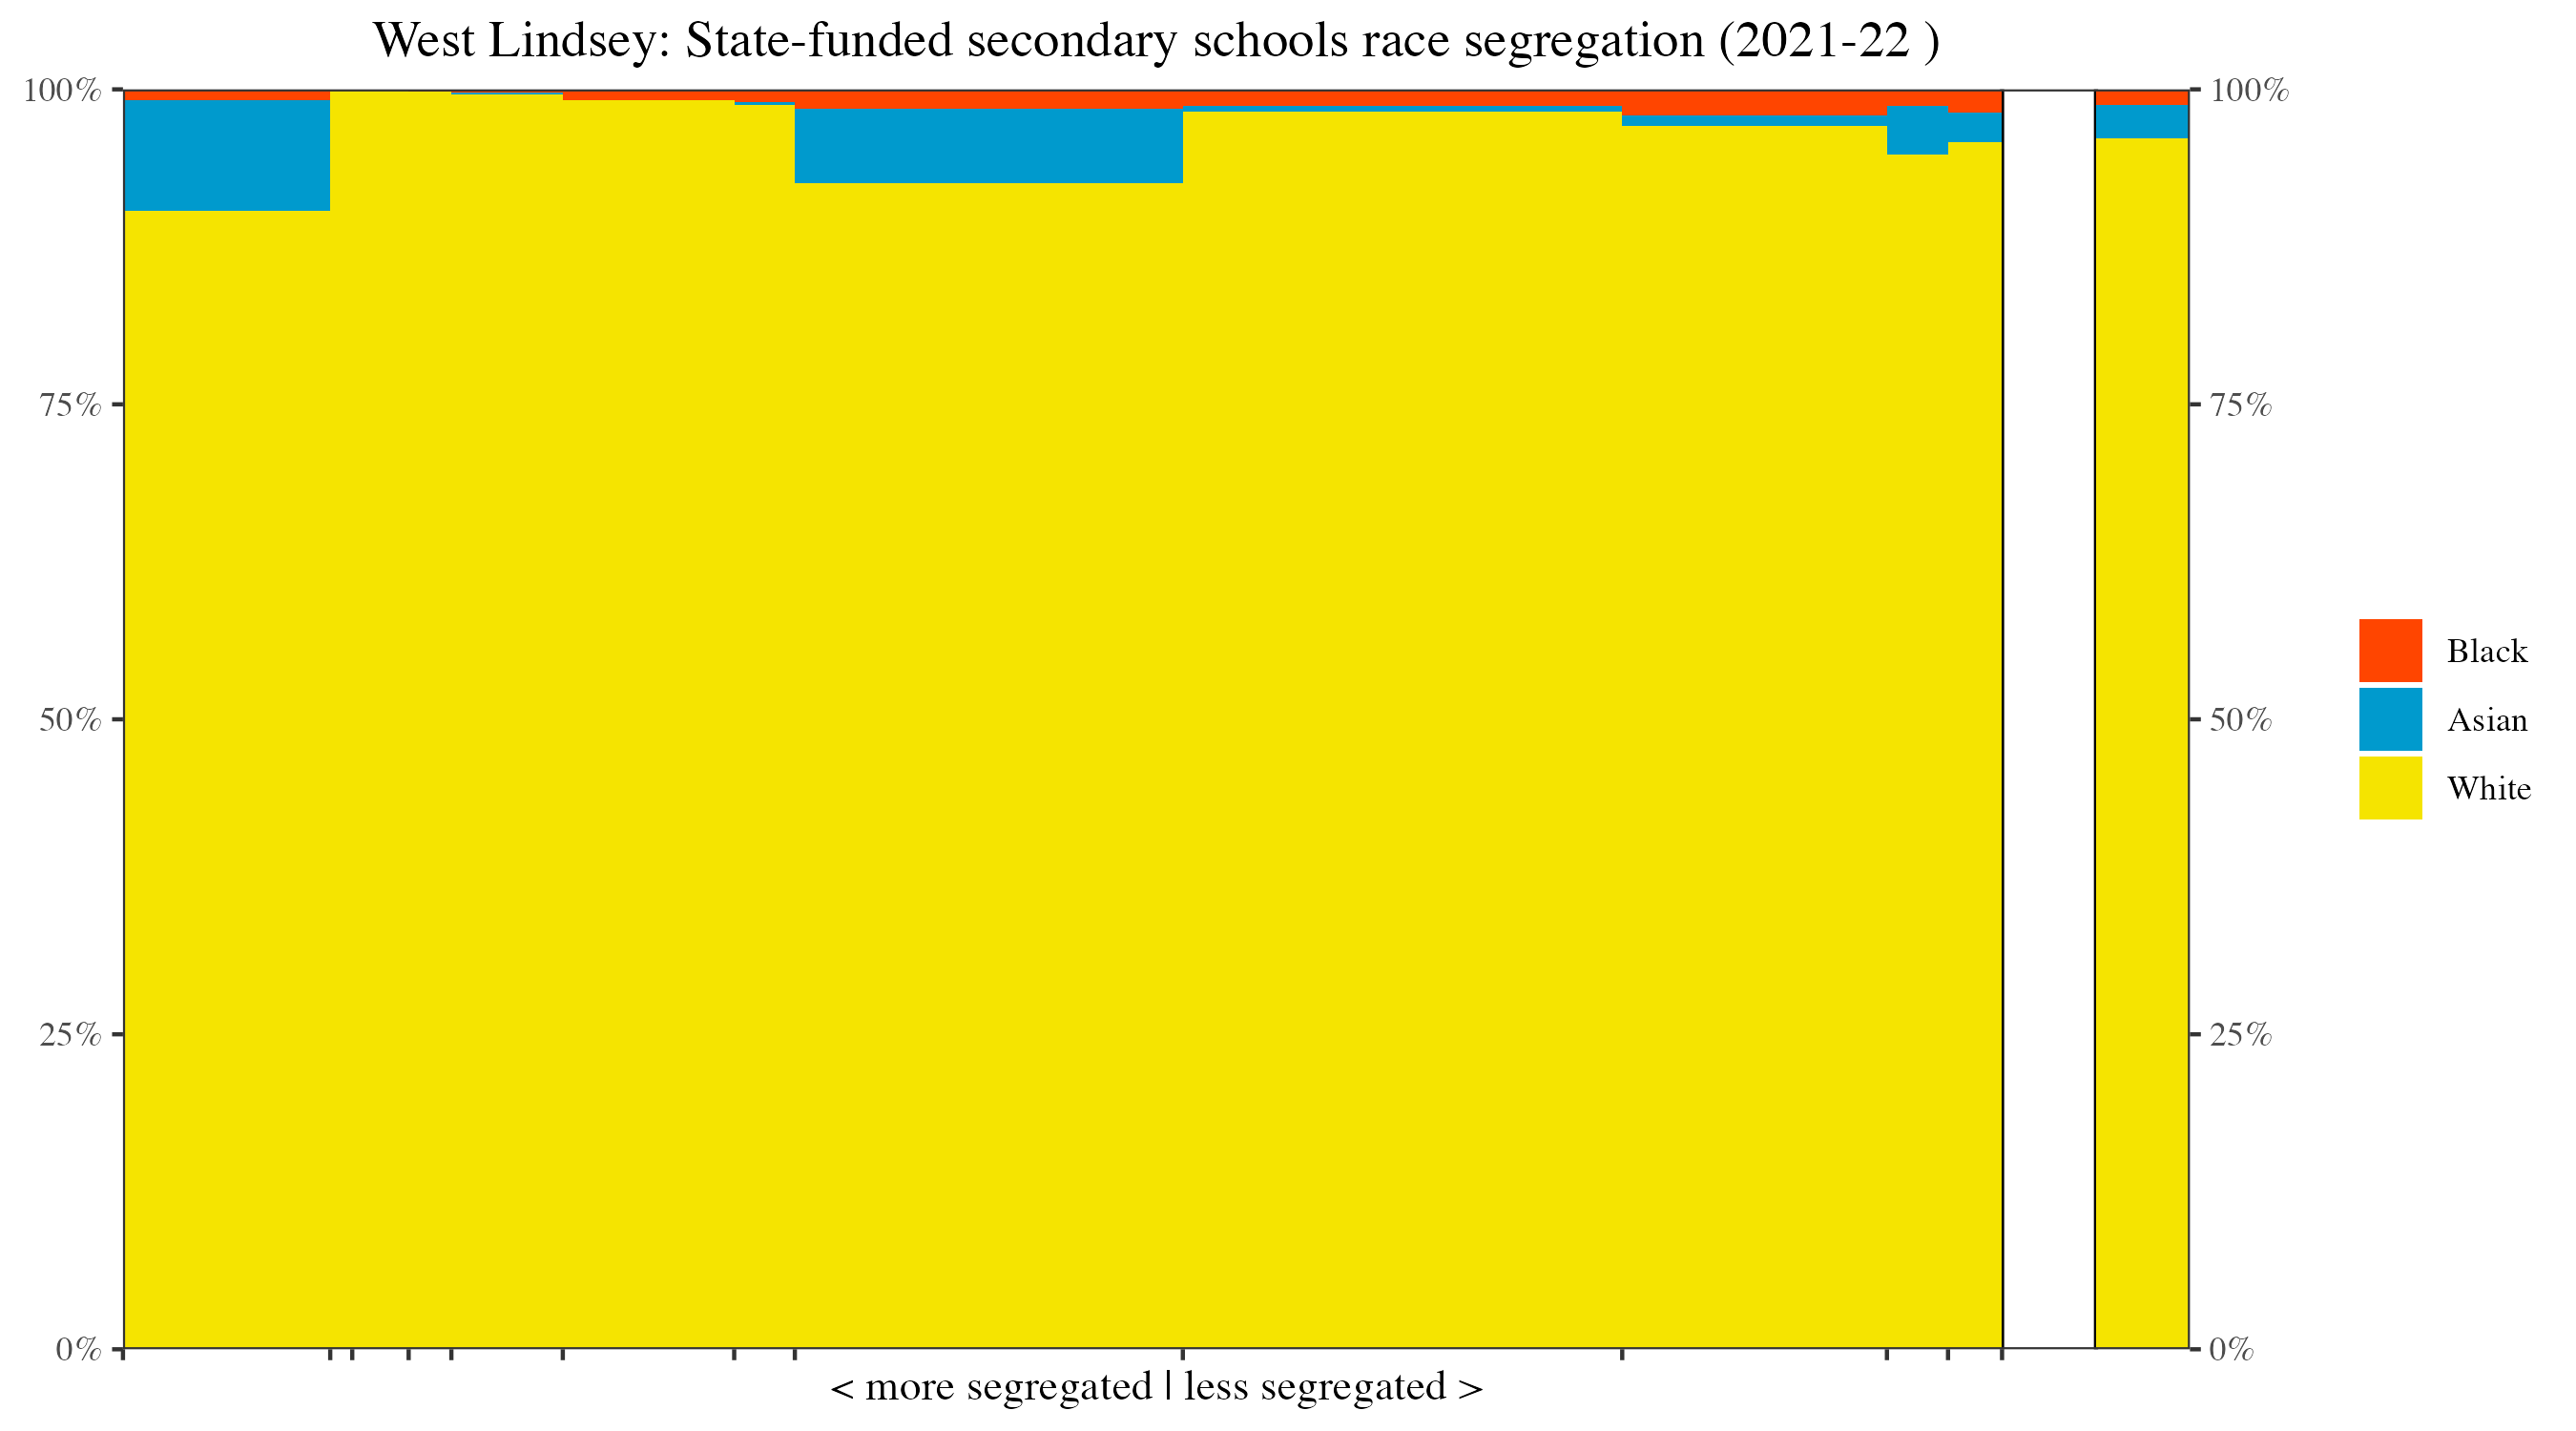 West Lindsey: State-funded secondary schools race segregation (2021-22 )
100%
75%
50%
25%
0%
100%
75%
50%
25%
0%
Black
Asian
White
< more segregated | less segregated >